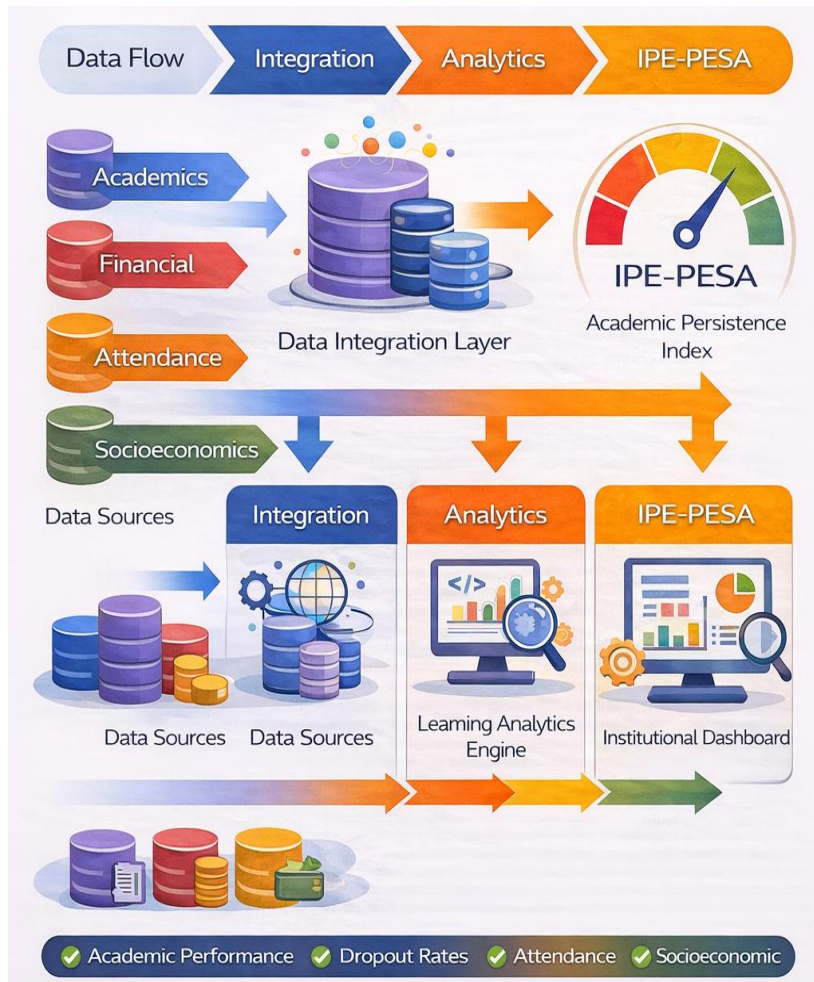 Data Flow
Integration
Analytics
IPE-PESA
Academics
Financial
Attendance
Socioeconomics
Data Sources
Data Integration Layer
IPE-PESA
Academic Persistence
Index
Integration
Analytics
IPE-PESA
</>
Data Sources
Data Sources
Learning Analytics
Engine
Institutional Dashboard
Academic Performance
Dropout Rates
Attendance
Socioeconomic